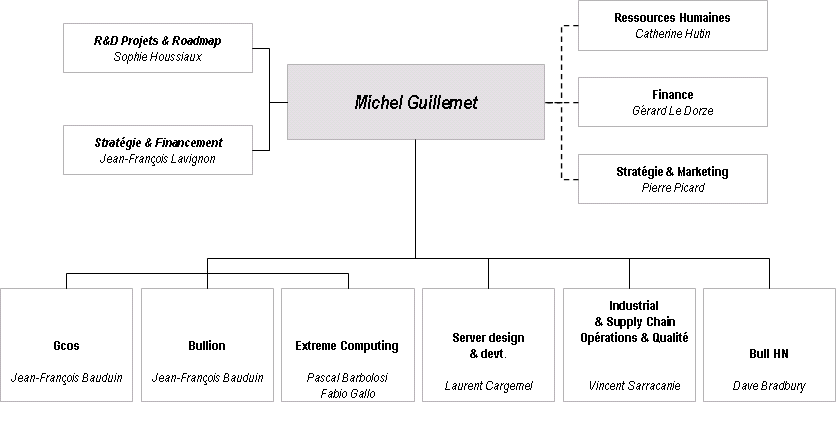 R&D Projets & Roadmap
Sophie Houssiaux
Stratégie & Financement
Jean-François Lavignon
Michel Guillemet
Ressources Humaines
Catherine Hutin
Finance
Gérard Le Dorze
Stratégie & Marketing
Pierre Picard
Gcos
Jean-François Bauduin
Bullion
Jean-François Bauduin
Extreme Computing
Pascal Barbolosi
Fabio Gallo
Server design
& devt.
Laurent Cargemel
Industrial
& Supply Chain
Opérations & Qualité
Vincent Sarracanie
Bull HN
Dave Bradbury